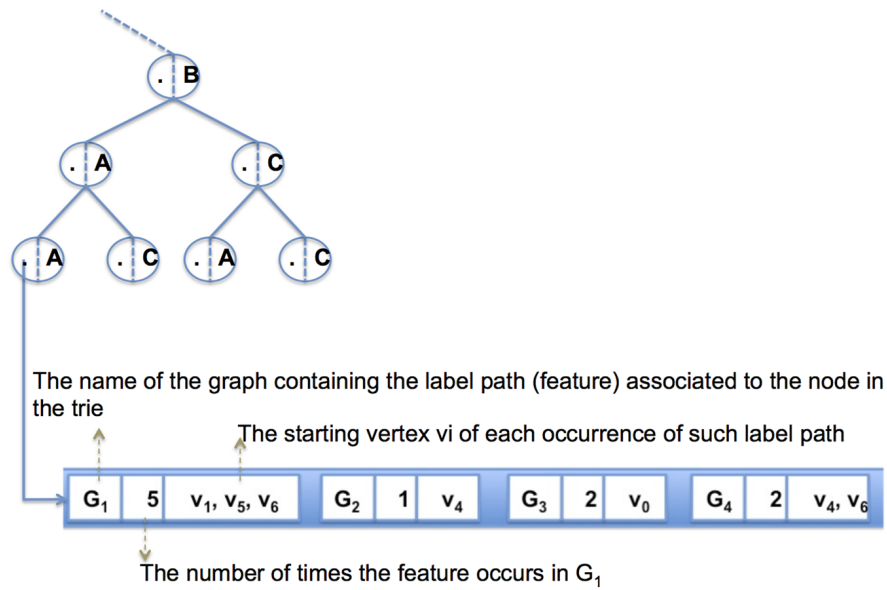 . B
. A . C
. A . C . A . C
The name of the graph containing the label path (feature) associated to the node in
the trie
The starting vertex vi of each occurrence of such label path
G₁ 5 v₁, v₅, v₆ G₂ 1 v₄ G₃ 2 v₀ G₄ 2 v₄, v₆
The number of times the feature occurs in G₁